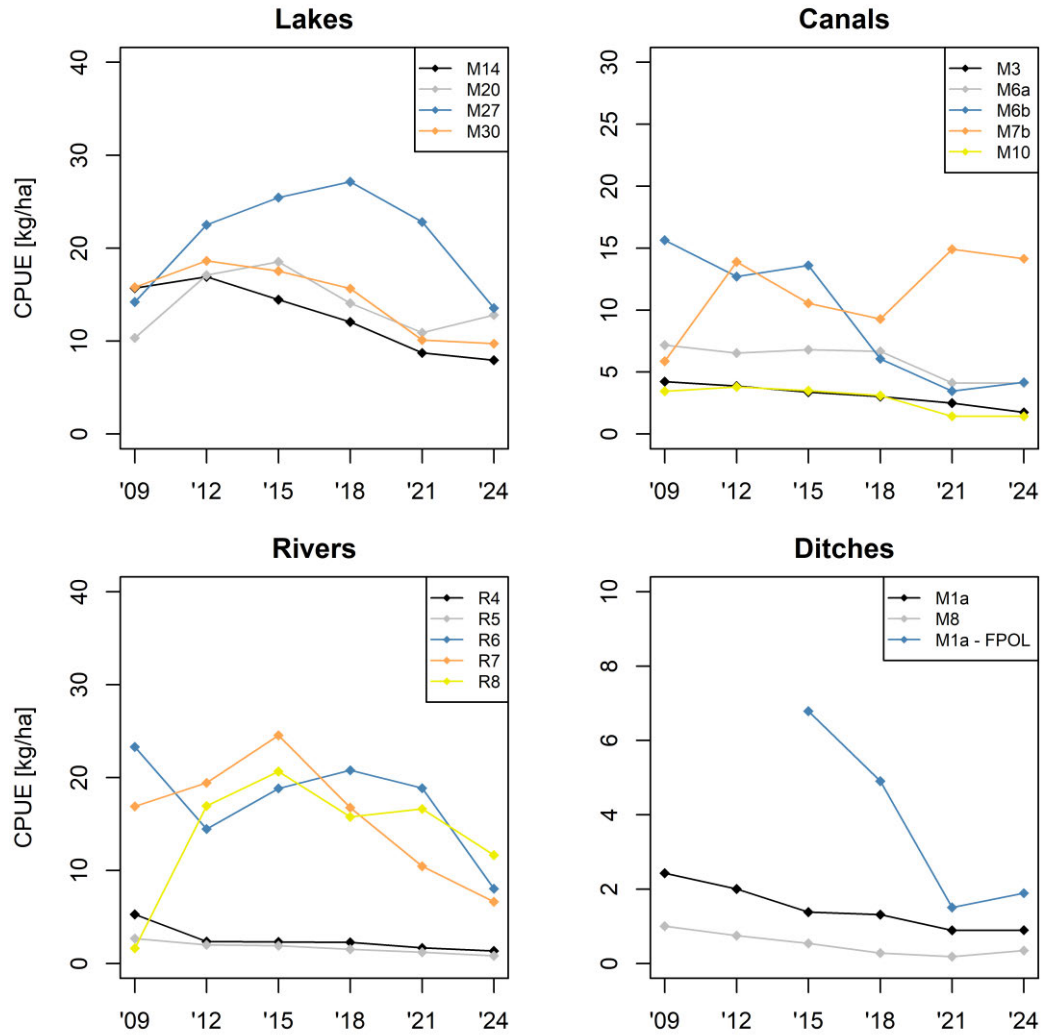 Lakes
CPUE [kg/ha]
40
30
20
10
0
M14
M20
M27
M30
'09 '12 '15 '18 '21 '24
Canals
30
25
20
15
10
5
0
M3
M6a
M6b
M7b
M10
'09 '12 '15 '18 '21 '24
Rivers
CPUE [kg/ha]
40
30
20
10
0
R4
R5
R6
R7
R8
'09 '12 '15 '18 '21 '24
Ditches
10
8
6
4
2
0
M1a
M8
M1a - FPOL
'09 '12 '15 '18 '21 '24